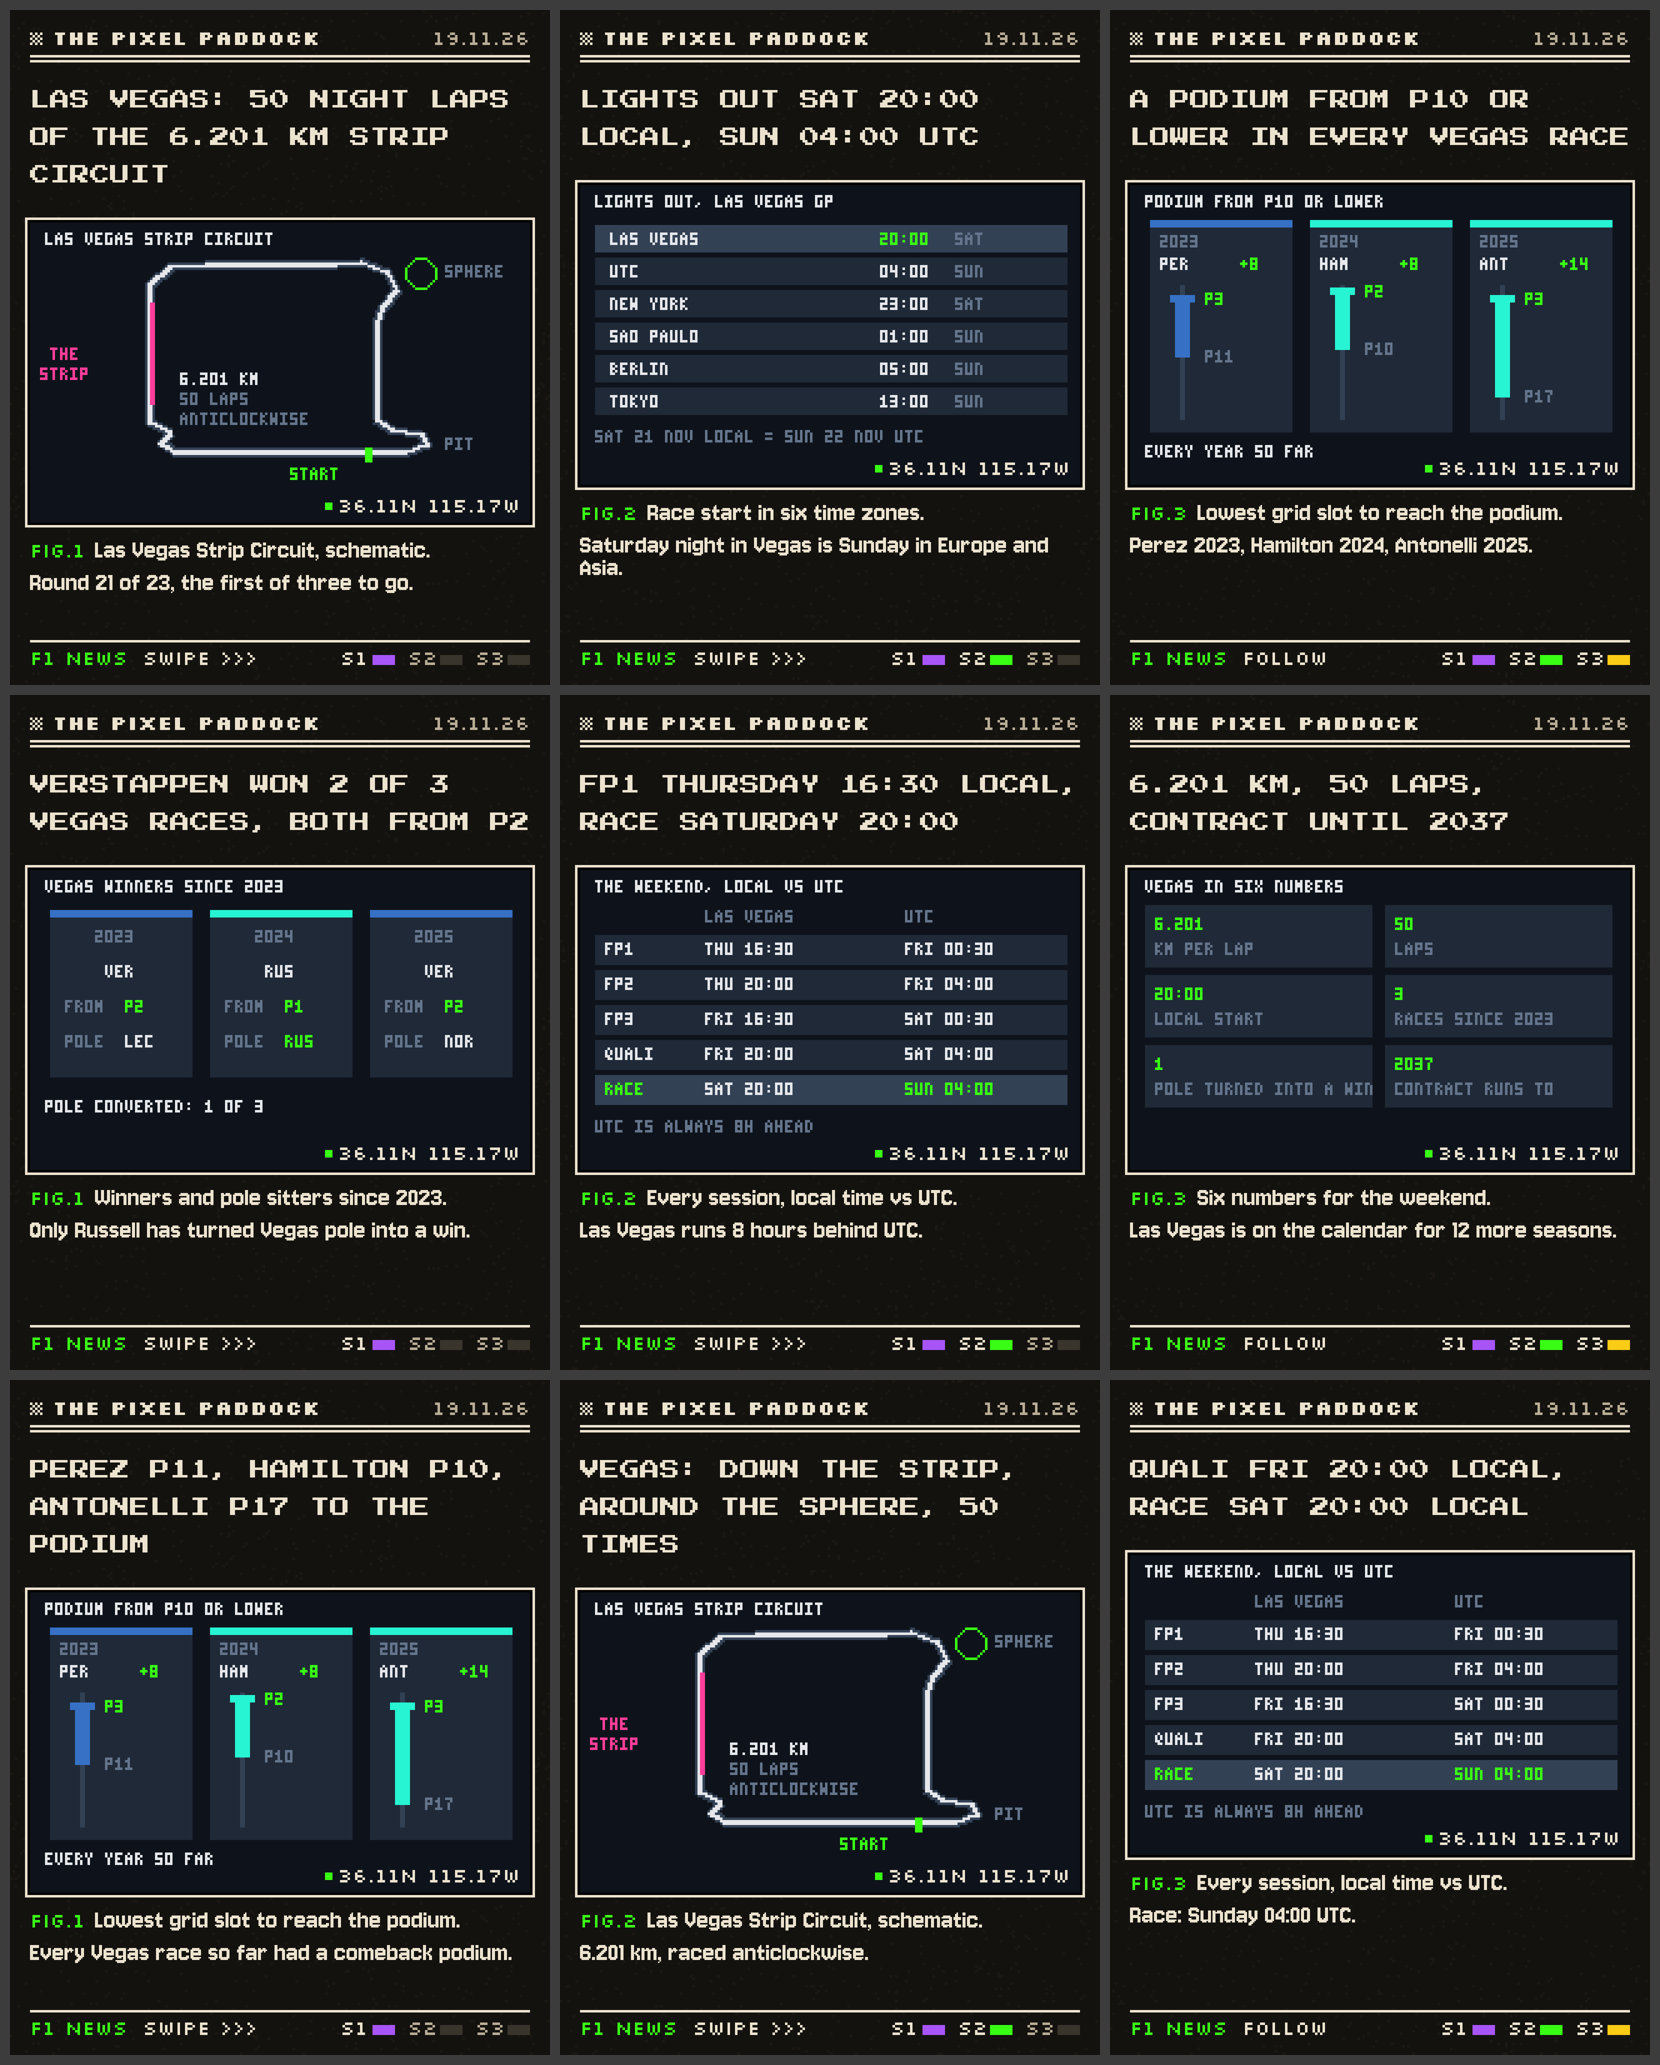 THE PIXEL PADDOCK 19.11.26
LAS VEGAS: 50 NIGHT LAPS
OF THE 6.201 KM STRIP
CIRCUIT
LAS VEGAS STRIP CIRCUIT
SPHERE
THE
STRIP
6.201 KM
50 LAPS
ANTICLOCKWISE
PIT
START
36.11N 115.17W
FIG.1 Las Vegas Strip Circuit, schematic.
Round 21 of 23, the first of three to go.
F1 NEWS SWIPE >>> S1 S2 S3
THE PIXEL PADDOCK 19.11.26
LIGHTS OUT SAT 20:00
LOCAL, SUN 04:00 UTC
LIGHTS OUT, LAS VEGAS GP
LAS VEGAS 20:00 SAT
UTC 04:00 SUN
NEW YORK 23:00 SAT
SAO PAULO 01:00 SUN
BERLIN 05:00 SUN
TOKYO 13:00 SUN
SAT 21 NOV LOCAL = SUN 22 NOV UTC
36.11N 115.17W
FIG.2 Race start in six time zones.
Saturday night in Vegas is Sunday in Europe and
Asia.
F1 NEWS SWIPE >>> S1 S2 S3
THE PIXEL PADDOCK 19.11.26
A PODIUM FROM P10 OR
LOWER IN EVERY VEGAS RACE
PODIUM FROM P10 OR LOWER
2023
PER +8
P3
P11
2024
HAM +8
P2
P10
2025
ANT +14
P3
P17
EVERY YEAR SO FAR
36.11N 115.17W
FIG.3 Lowest grid slot to reach the podium.
Perez 2023, Hamilton 2024, Antonelli 2025.
F1 NEWS FOLLOW S1 S2 S3
THE PIXEL PADDOCK 19.11.26
VERSTAPPEN WON 2 OF 3
VEGAS RACES, BOTH FROM P2
VEGAS WINNERS SINCE 2023
2023
VER
FROM P2
POLE LEC
2024
RUS
FROM P1
POLE RUS
2025
VER
FROM P2
POLE NOR
POLE CONVERTED: 1 OF 3
36.11N 115.17W
FIG.1 Winners and pole sitters since 2023.
Only Russell has turned Vegas pole into a win.
F1 NEWS SWIPE >>> S1 S2 S3
THE PIXEL PADDOCK 19.11.26
FP1 THURSDAY 16:30 LOCAL,
RACE SATURDAY 20:00
THE WEEKEND, LOCAL VS UTC
LAS VEGAS UTC
FP1 THU 16:30 FRI 00:30
FP2 THU 20:00 FRI 04:00
FP3 FRI 16:30 SAT 00:30
QUALI FRI 20:00 SAT 04:00
RACE SAT 20:00 SUN 04:00
UTC IS ALWAYS 8H AHEAD
36.11N 115.17W
FIG.2 Every session, local time vs UTC.
Las Vegas runs 8 hours behind UTC.
F1 NEWS SWIPE >>> S1 S2 S3
THE PIXEL PADDOCK 19.11.26
6.201 KM, 50 LAPS,
CONTRACT UNTIL 2037
VEGAS IN SIX NUMBERS
6.201
KM PER LAP
50
LAPS
20:00
LOCAL START
3
RACES SINCE 2023
1
POLE TURNED INTO A WIN
2037
CONTRACT RUNS TO
36.11N 115.17W
FIG.3 Six numbers for the weekend.
Las Vegas is on the calendar for 12 more seasons.
F1 NEWS FOLLOW S1 S2 S3
THE PIXEL PADDOCK 19.11.26
PEREZ P11, HAMILTON P10,
ANTONELLI P17 TO THE
PODIUM
PODIUM FROM P10 OR LOWER
2023
PER +8
P3
P11
2024
HAM +8
P2
P10
2025
ANT +14
P3
P17
EVERY YEAR SO FAR
36.11N 115.17W
FIG.1 Lowest grid slot to reach the podium.
Every Vegas race so far had a comeback podium.
F1 NEWS SWIPE >>> S1 S2 S3
THE PIXEL PADDOCK 19.11.26
VEGAS: DOWN THE STRIP,
AROUND THE SPHERE, 50
TIMES
LAS VEGAS STRIP CIRCUIT
SPHERE
THE
STRIP
6.201 KM
50 LAPS
ANTICLOCKWISE
PIT
START
36.11N 115.17W
FIG.2 Las Vegas Strip Circuit, schematic.
6.201 km, raced anticlockwise.
F1 NEWS SWIPE >>> S1 S2 S3
THE PIXEL PADDOCK 19.11.26
QUALI FRI 20:00 LOCAL,
RACE SAT 20:00 LOCAL
THE WEEKEND, LOCAL VS UTC
LAS VEGAS UTC
FP1 THU 16:30 FRI 00:30
FP2 THU 20:00 FRI 04:00
FP3 FRI 16:30 SAT 00:30
QUALI FRI 20:00 SAT 04:00
RACE SAT 20:00 SUN 04:00
UTC IS ALWAYS 8H AHEAD
36.11N 115.17W
FIG.3 Every session, local time vs UTC.
Race: Sunday 04:00 UTC.
F1 NEWS FOLLOW S1 S2 S3